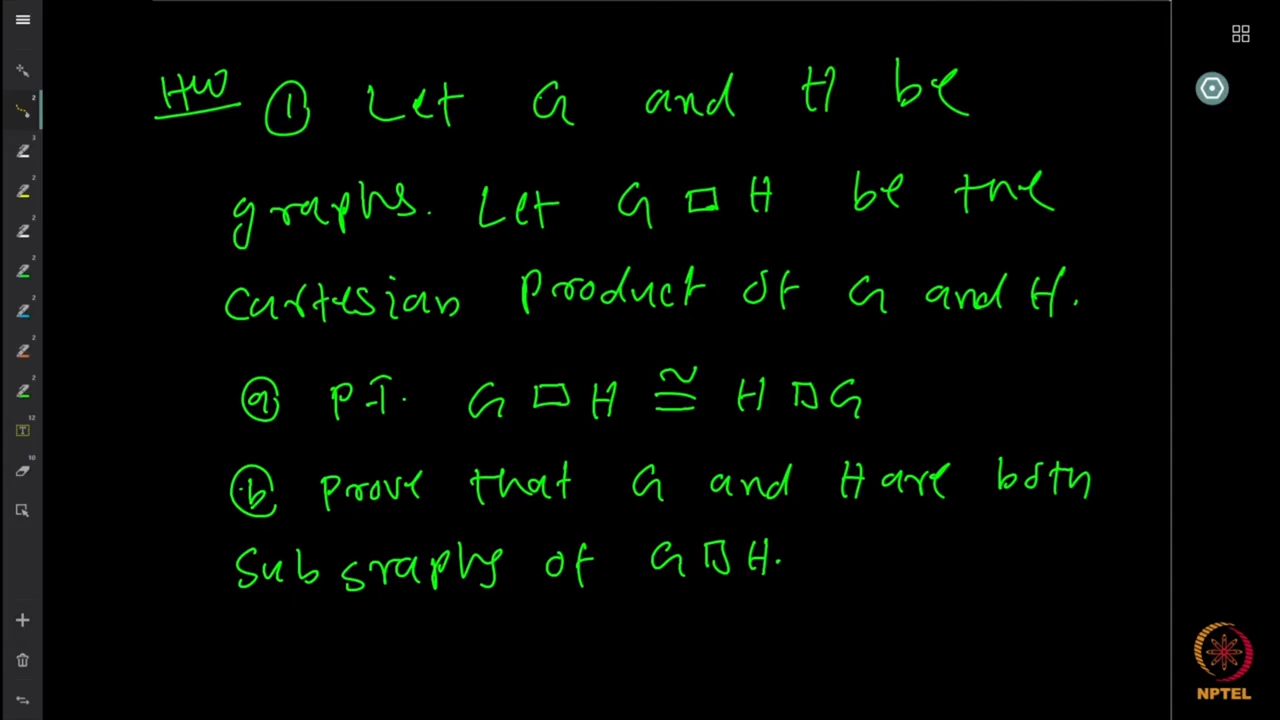 HW ① Let G and H be
graphs. Let G □ H be the
cartesian product of G and H.
ⓐ P.T. G □ H ≅ H □ G
ⓑ prove that G and H are both
subgraphs of G □ H.
NPTEL